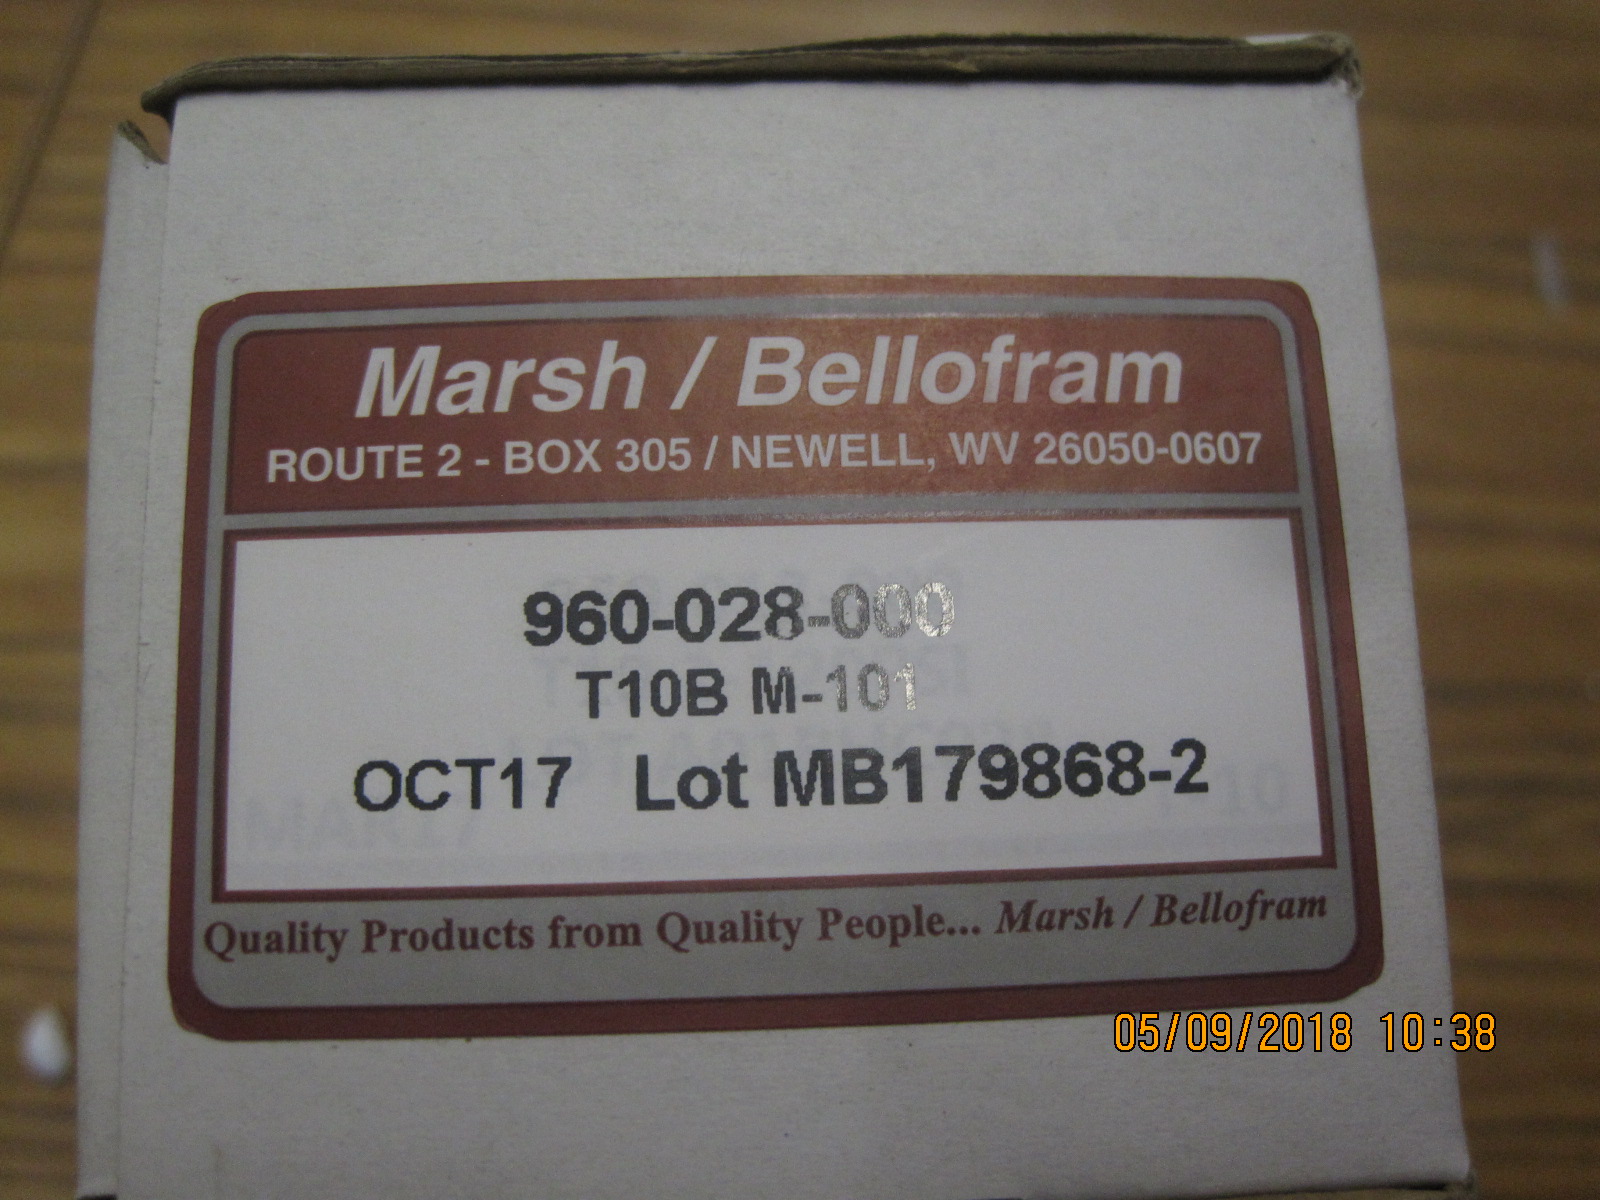 Marsh / Bellofram
ROUTE 2 - BOX 305 / NEWELL, WV 26050-0607
960-028-000
T10B M-101
OCT17 Lot MB179868-2
Quality Products from Quality People... Marsh / Bellofram
05/09/2018 10:38